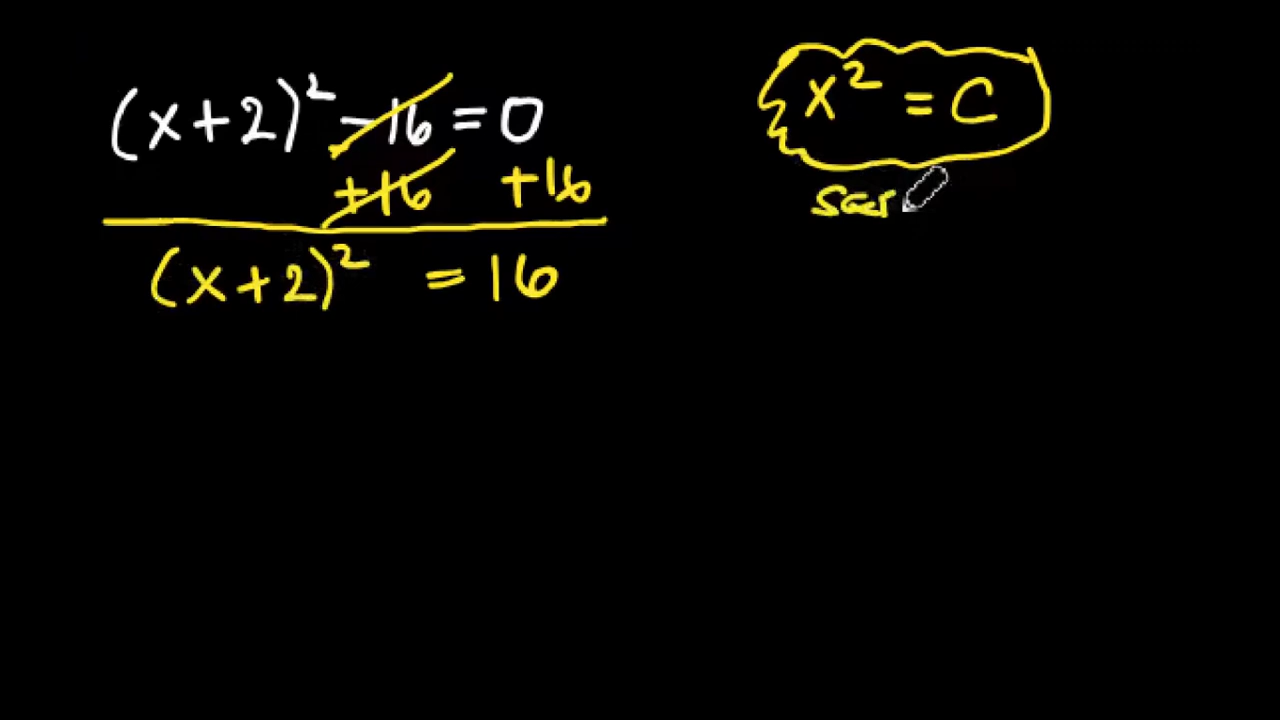 (x+2)² -16 = 0
+16 +16
(x+2)² = 16
x² = C